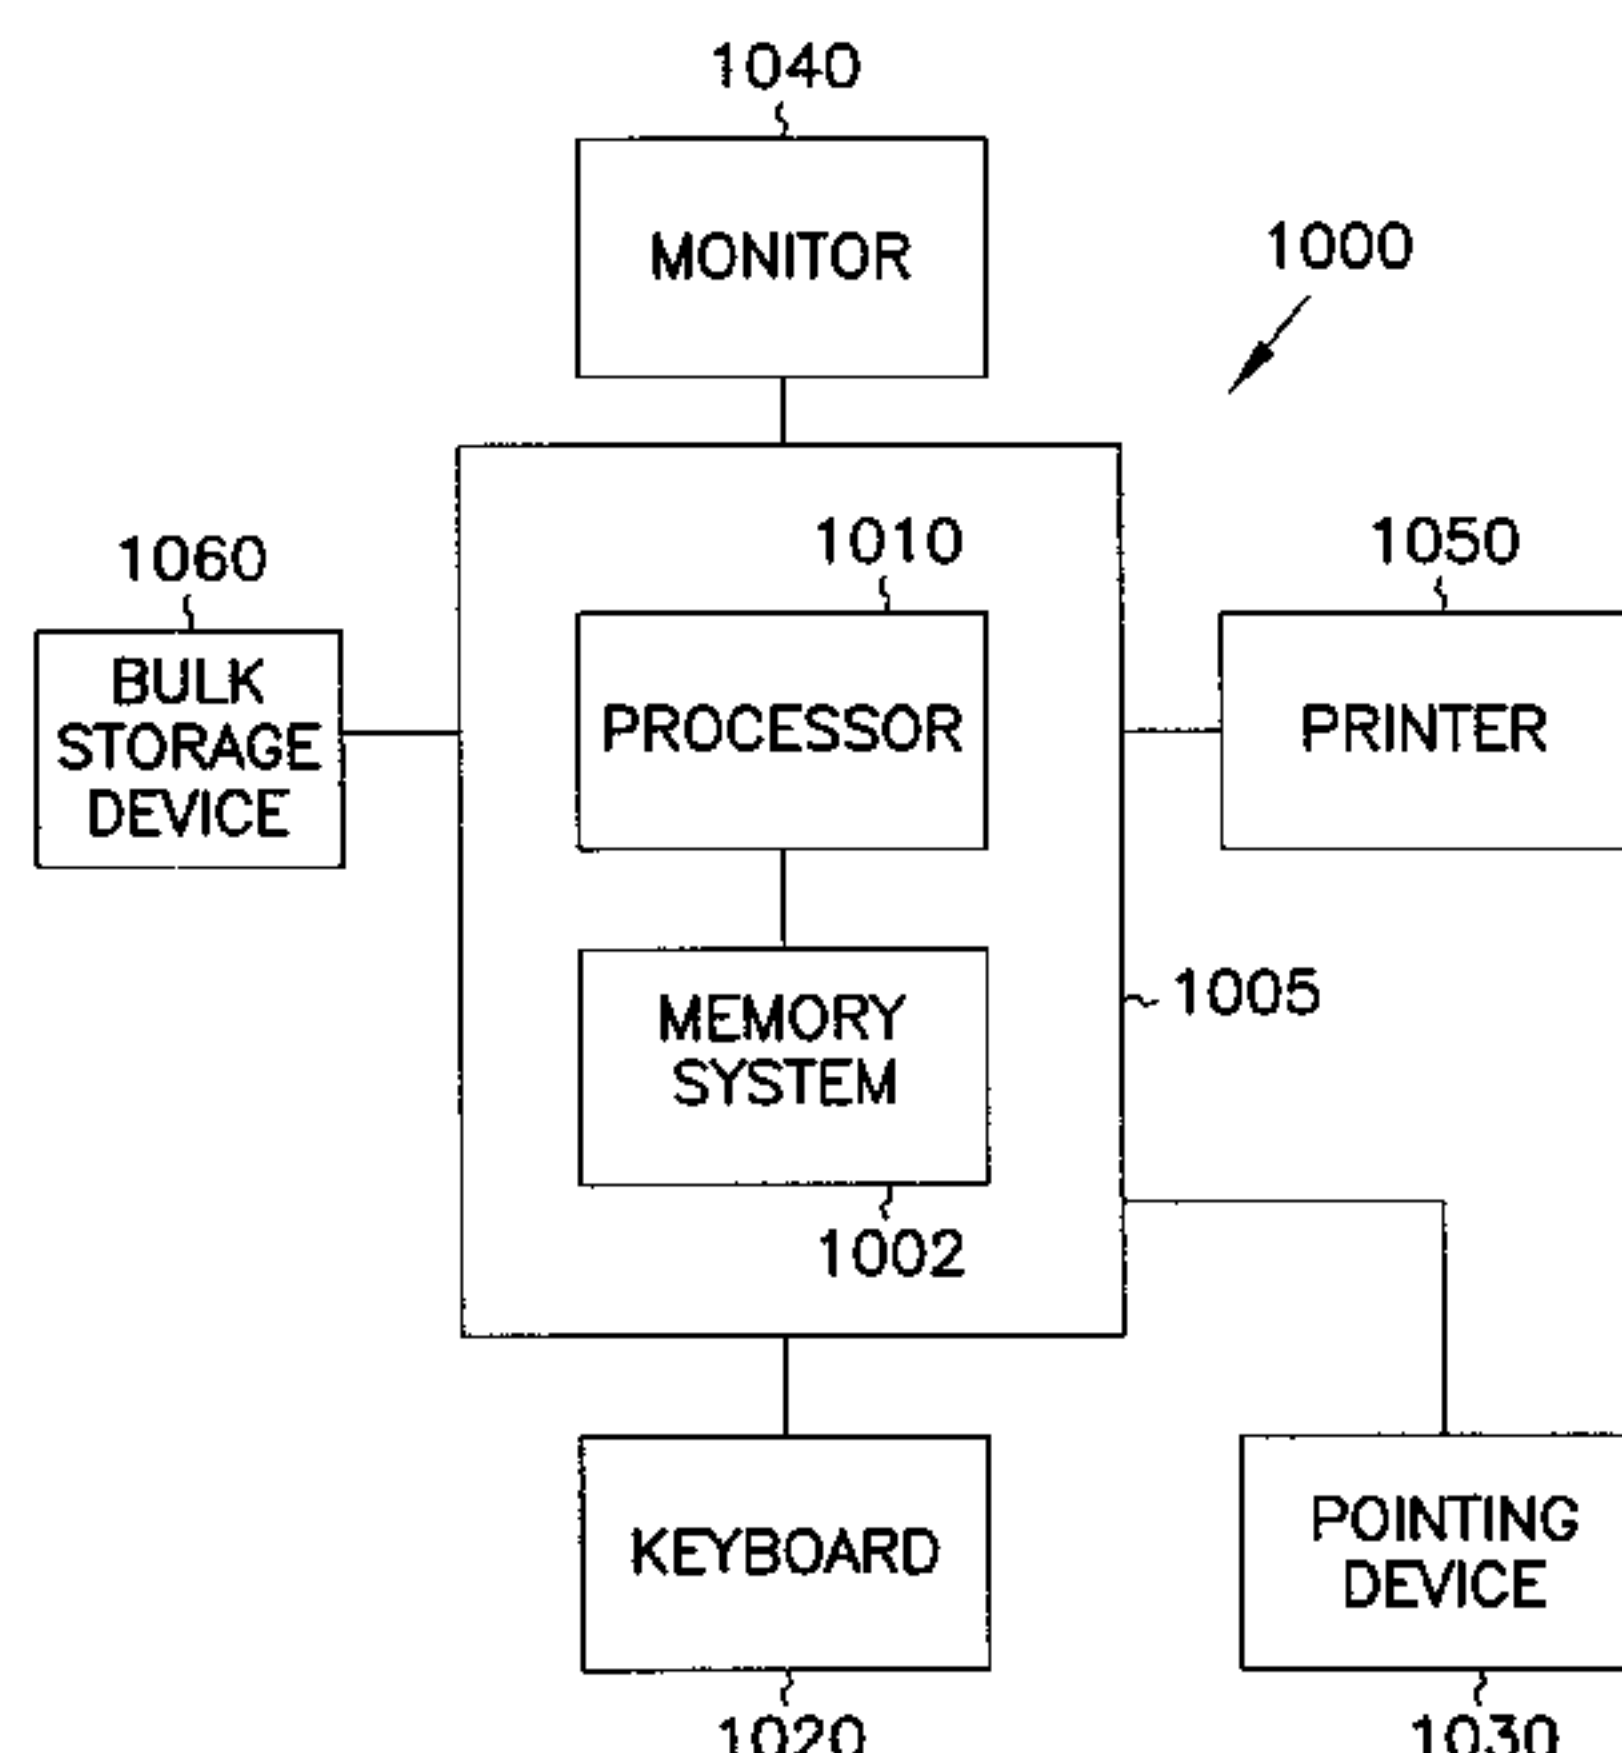 1040
MONITOR
1000
1060
BULK
STORAGE
DEVICE
1010
PROCESSOR
1050
PRINTER
MEMORY
SYSTEM
1005
1002
KEYBOARD
1020
POINTING
DEVICE
1030